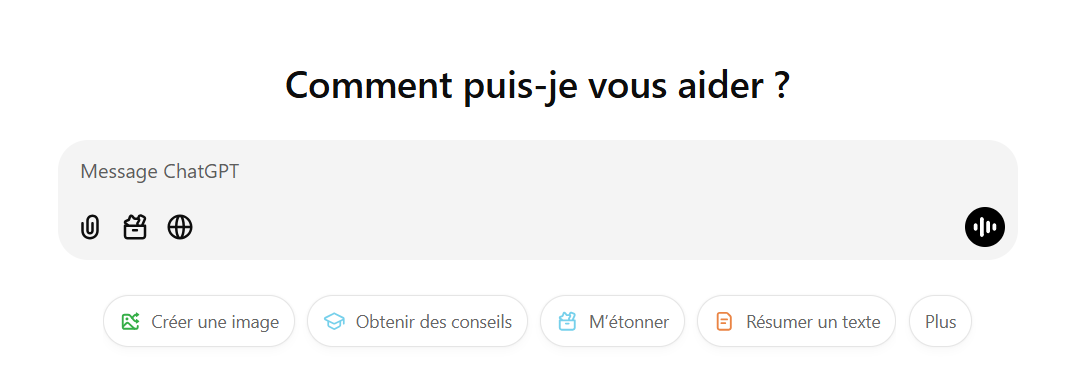 Comment puis-je vous aider ?
Message ChatGPT
Créer une image Obtenir des conseils M’étonner Résumer un texte Plus